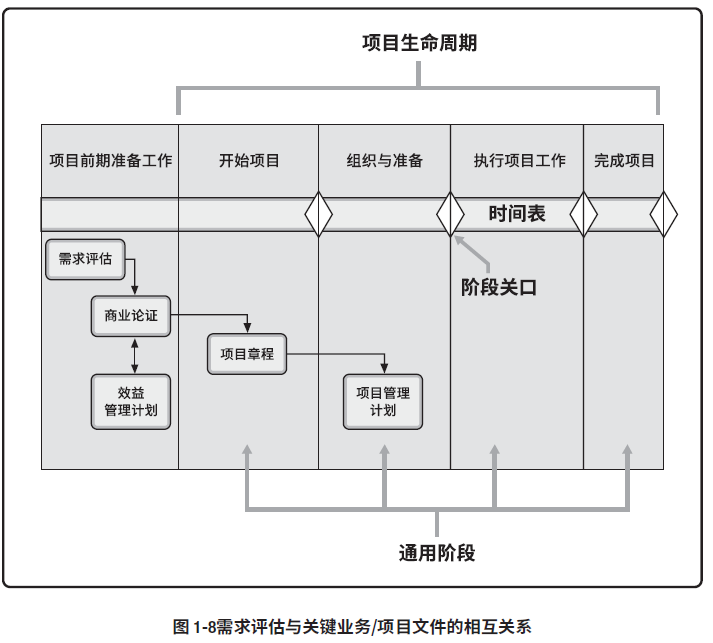 项目生命周期
项目前期准备工作
开始项目
组织与准备
执行项目工作
完成项目
时间表
阶段关口
需求评估
商业论证
项目章程
效益
管理计划
项目管理
计划
通用阶段
图 1-8需求评估与关键业务/项目文件的相互关系